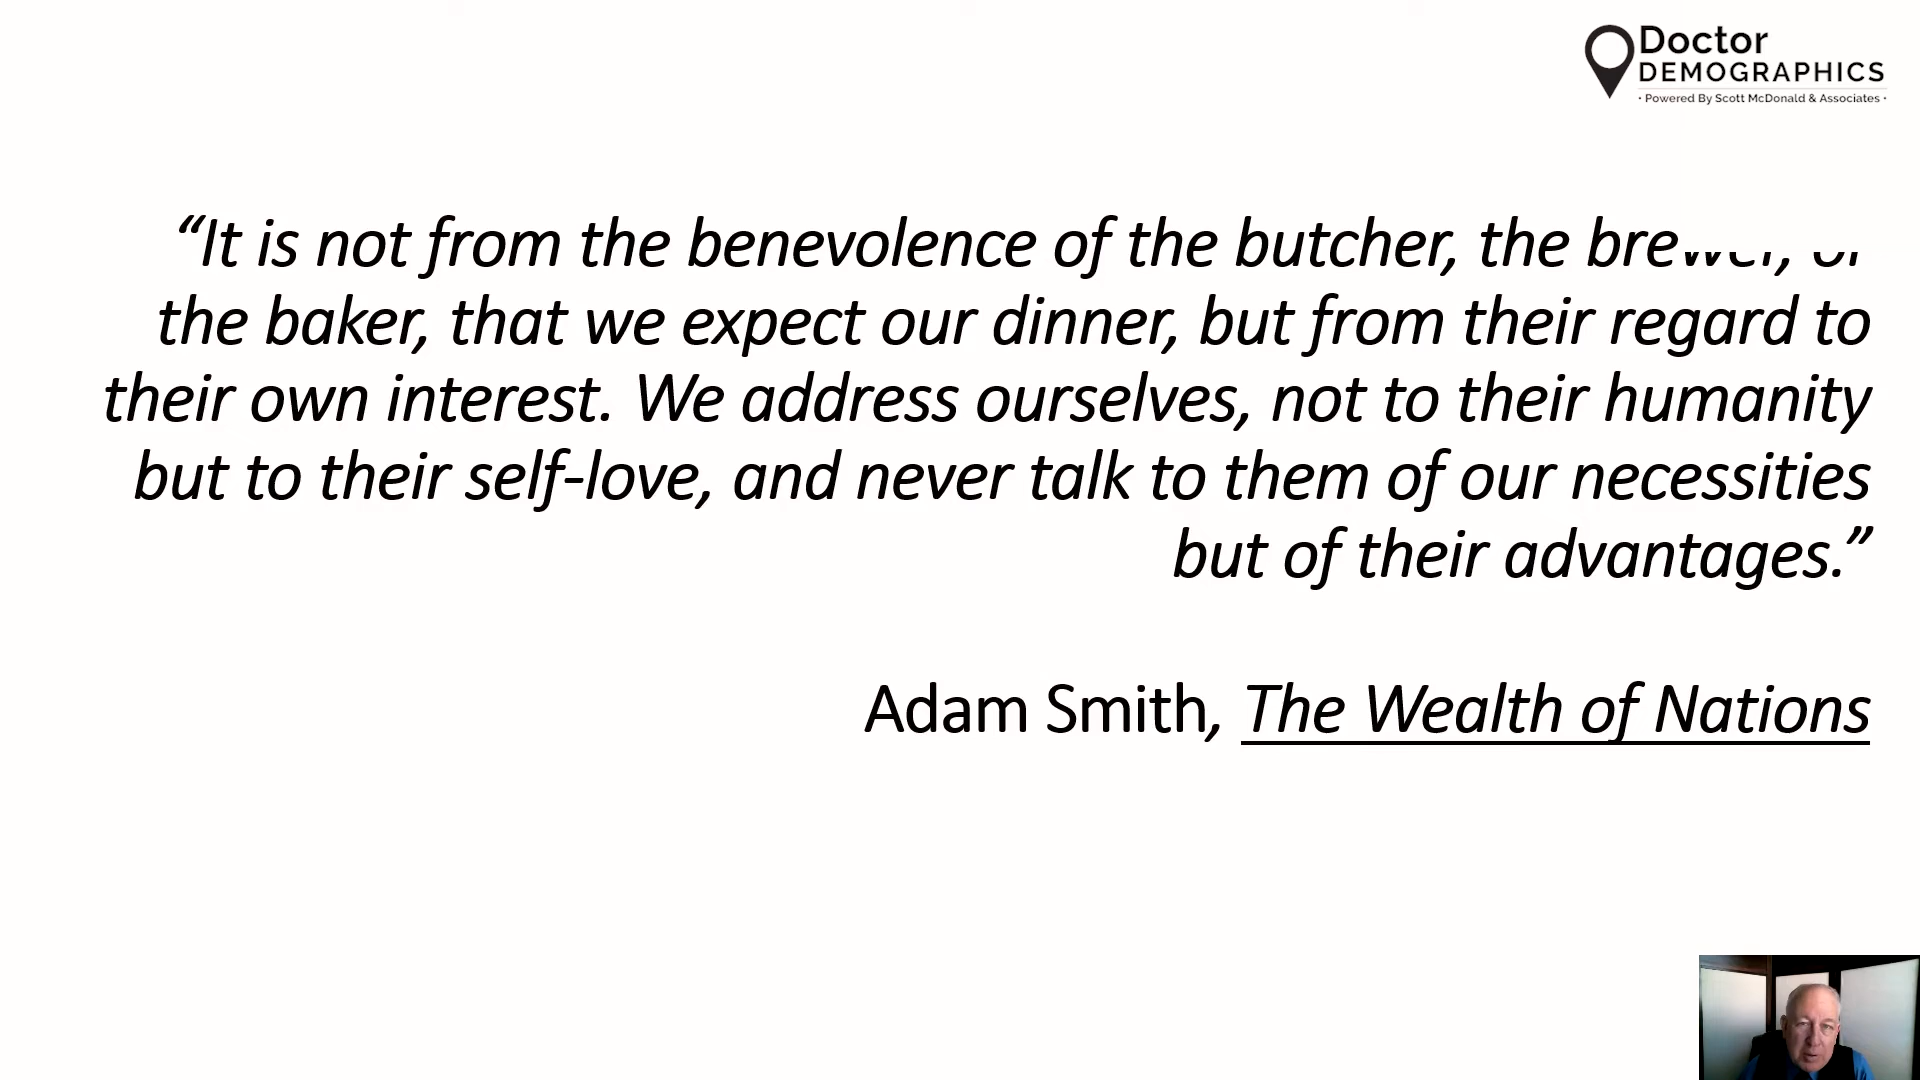 Doctor
DEMOGRAPHICS
· Powered By Scott McDonald & Associates ·
“It is not from the benevolence of the butcher, the brewer, or
the baker, that we expect our dinner, but from their regard to
their own interest. We address ourselves, not to their humanity
but to their self-love, and never talk to them of our necessities
but of their advantages.”
Adam Smith, The Wealth of Nations